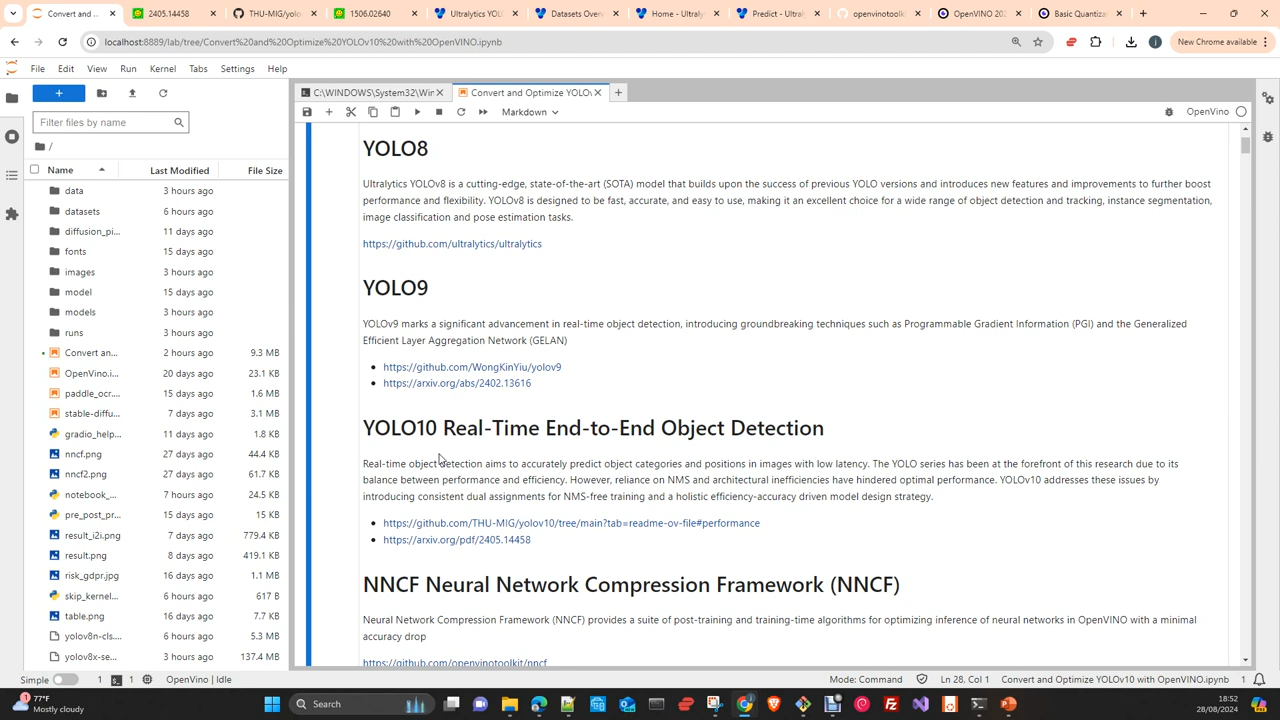 Convert and
2405.14458
THU-MIG/yolo
1506.02640
Ultralytics YOLO
Datasets Over
Home - Ultraly
Predict - Ultral
openvinotoolk
OpenVINO 202
Basic Quantiza
localhost:8889/lab/tree/Convert%20and%20Optimize%20YOLOv10%20with%20OpenVINO.ipynb
New Chrome available
File Edit View Run Kernel Tabs Settings Help
C:\WINDOWS\System32\Wir
Convert and Optimize YOLO\
Filter files by name
Markdown
OpenVino
/
Name Last Modified File Size
data 3 hours ago
datasets 6 hours ago
diffusion_pi... 11 days ago
fonts 15 days ago
images 3 hours ago
model 15 days ago
models 3 hours ago
runs 3 hours ago
Convert an... 2 hours ago 9.3 MB
OpenVino.i... 20 days ago 23.1 KB
paddle_ocr.... 15 days ago 1.6 MB
stable-diffu... 7 days ago 3.1 MB
gradio_help... 11 days ago 1.8 KB
nncf.png 27 days ago 44.4 KB
nncf2.png 27 days ago 61.7 KB
notebook_... 7 hours ago 24.5 KB
pre_post_pr... 15 days ago 15 KB
result_i2i.png 7 days ago 779.4 KB
result.png 8 days ago 419.1 KB
risk_gdpr.jpg 16 days ago 1.1 MB
skip_kernel... 6 hours ago 617 B
table.png 16 days ago 7.7 KB
yolov8n-cls.... 6 hours ago 5.3 MB
yolov8x-se... 3 hours ago 137.4 MB
YOLO8
Ultralytics YOLOv8 is a cutting-edge, state-of-the-art (SOTA) model that builds upon the success of previous YOLO versions and introduces new features and improvements to further boost
performance and flexibility. YOLOv8 is designed to be fast, accurate, and easy to use, making it an excellent choice for a wide range of object detection and tracking, instance segmentation,
image classification and pose estimation tasks.
https://github.com/ultralytics/ultralytics
YOLO9
YOLOv9 marks a significant advancement in real-time object detection, introducing groundbreaking techniques such as Programmable Gradient Information (PGI) and the Generalized
Efficient Layer Aggregation Network (GELAN)
https://github.com/WongKinYiu/yolov9
https://arxiv.org/abs/2402.13616
YOLO10 Real-Time End-to-End Object Detection
Real-time object detection aims to accurately predict object categories and positions in images with low latency. The YOLO series has been at the forefront of this research due to its
balance between performance and efficiency. However, reliance on NMS and architectural inefficiencies have hindered optimal performance. YOLOv10 addresses these issues by
introducing consistent dual assignments for NMS-free training and a holistic efficiency-accuracy driven model design strategy.
https://github.com/THU-MIG/yolov10/tree/main?tab=readme-ov-file#performance
https://arxiv.org/pdf/2405.14458
NNCF Neural Network Compression Framework (NNCF)
Neural Network Compression Framework (NNCF) provides a suite of post-training and training-time algorithms for optimizing inference of neural networks in OpenVINO with a minimal
accuracy drop
https://github.com/openvinotoolkit/nncf
Simple 1 1 OpenVino | Idle
Mode: Command Ln 28, Col 1 Convert and Optimize YOLOv10 with OpenVINO.ipynb 1
77°F
Mostly cloudy
Search
18:52
28/08/2024